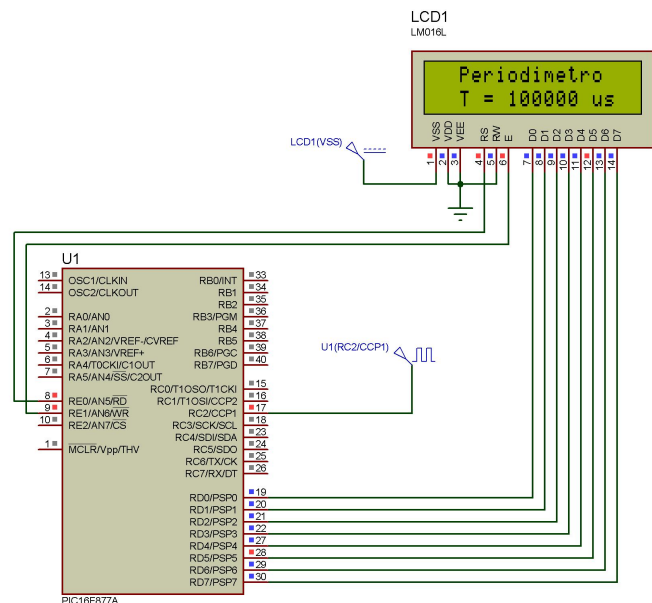 LCD1
LM016L
Periodimetro
T = 100000 us
VSS
VDD
VEE
RS
RW
E
D0
D1
D2
D3
D4
D5
D6
D7
1
2
3
4
5
6
7
8
9
10
11
12
13
14
LCD1(VSS)
U1
13 OSC1/CLKIN
14 OSC2/CLKOUT
2 RA0/AN0
3 RA1/AN1
4 RA2/AN2/VREF-/CVREF
5 RA3/AN3/VREF+
6 RA4/T0CKI/C1OUT
7 RA5/AN4/SS/C2OUT
8 RE0/AN5/RD
9 RE1/AN6/WR
10 RE2/AN7/CS
1 MCLR/Vpp/THV
RB0/INT 33
RB1 34
RB2 35
RB3/PGM 36
RB4 37
RB5 38
RB6/PGC 39
RB7/PGD 40
RC0/T1OSO/T1CKI 15
RC1/T1OSI/CCP2 16
RC2/CCP1 17
RC3/SCK/SCL 18
RC4/SDI/SDA 23
RC5/SDO 24
RC6/TX/CK 25
RC7/RX/DT 26
RD0/PSP0 19
RD1/PSP1 20
RD2/PSP2 21
RD3/PSP3 22
RD4/PSP4 27
RD5/PSP5 28
RD6/PSP6 29
RD7/PSP7 30
U1(RC2/CCP1)
PIC16F877A